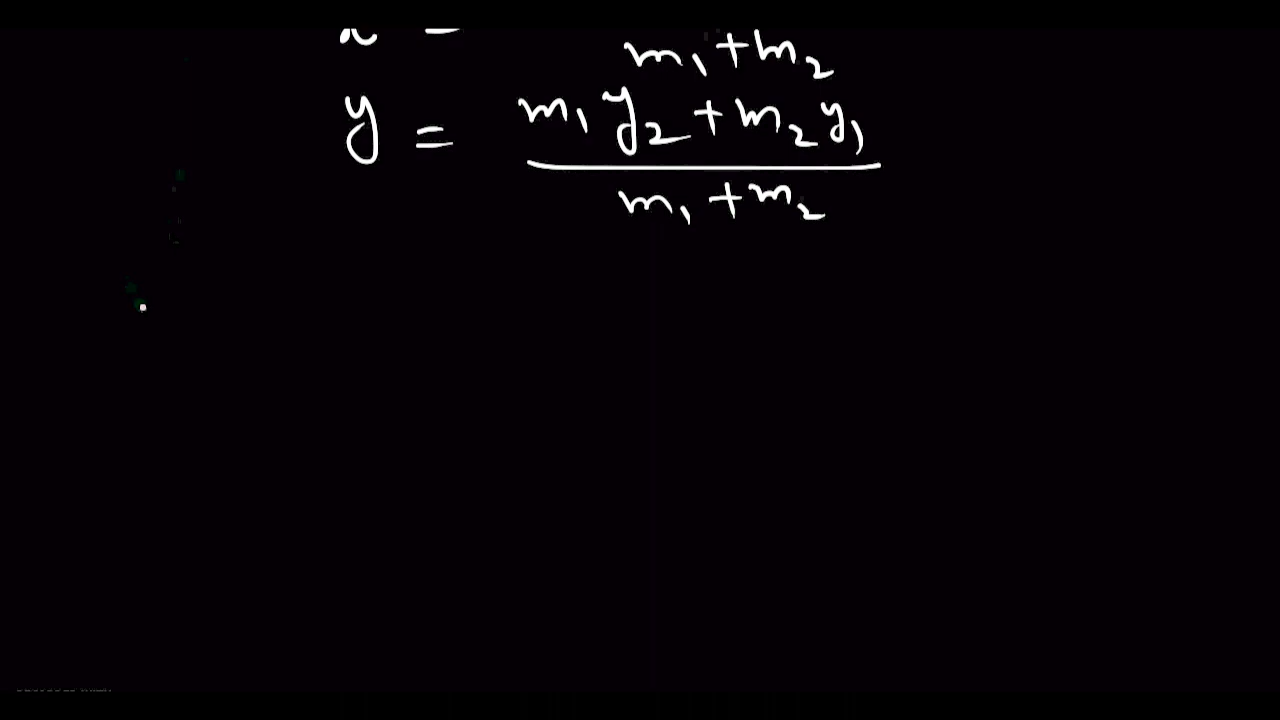 x =
m₁+m₂
y = m₁y₂+m₂y₁
m₁+m₂